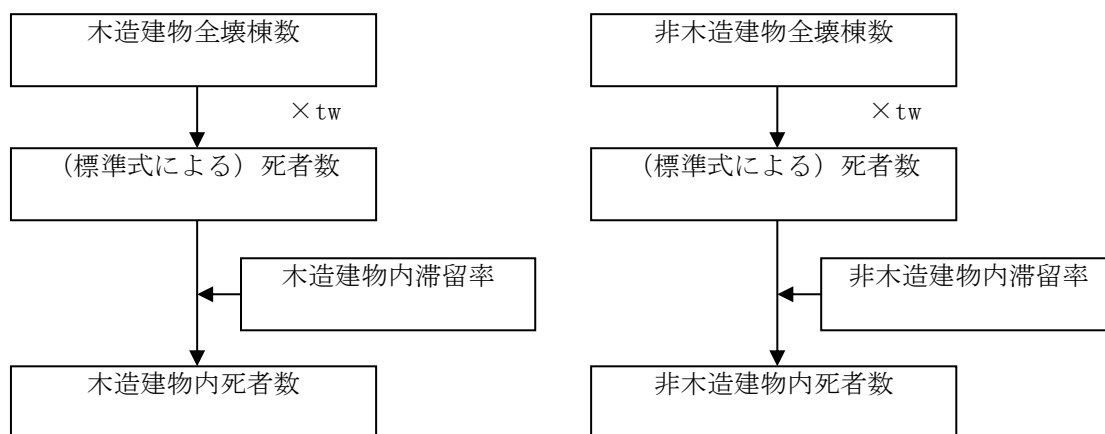 木造建物全壊棟数
×tw
（標準式による）死者数
木造建物内滞留率
木造建物内死者数
非木造建物全壊棟数
×tw
（標準式による）死者数
非木造建物内滞留率
非木造建物内死者数